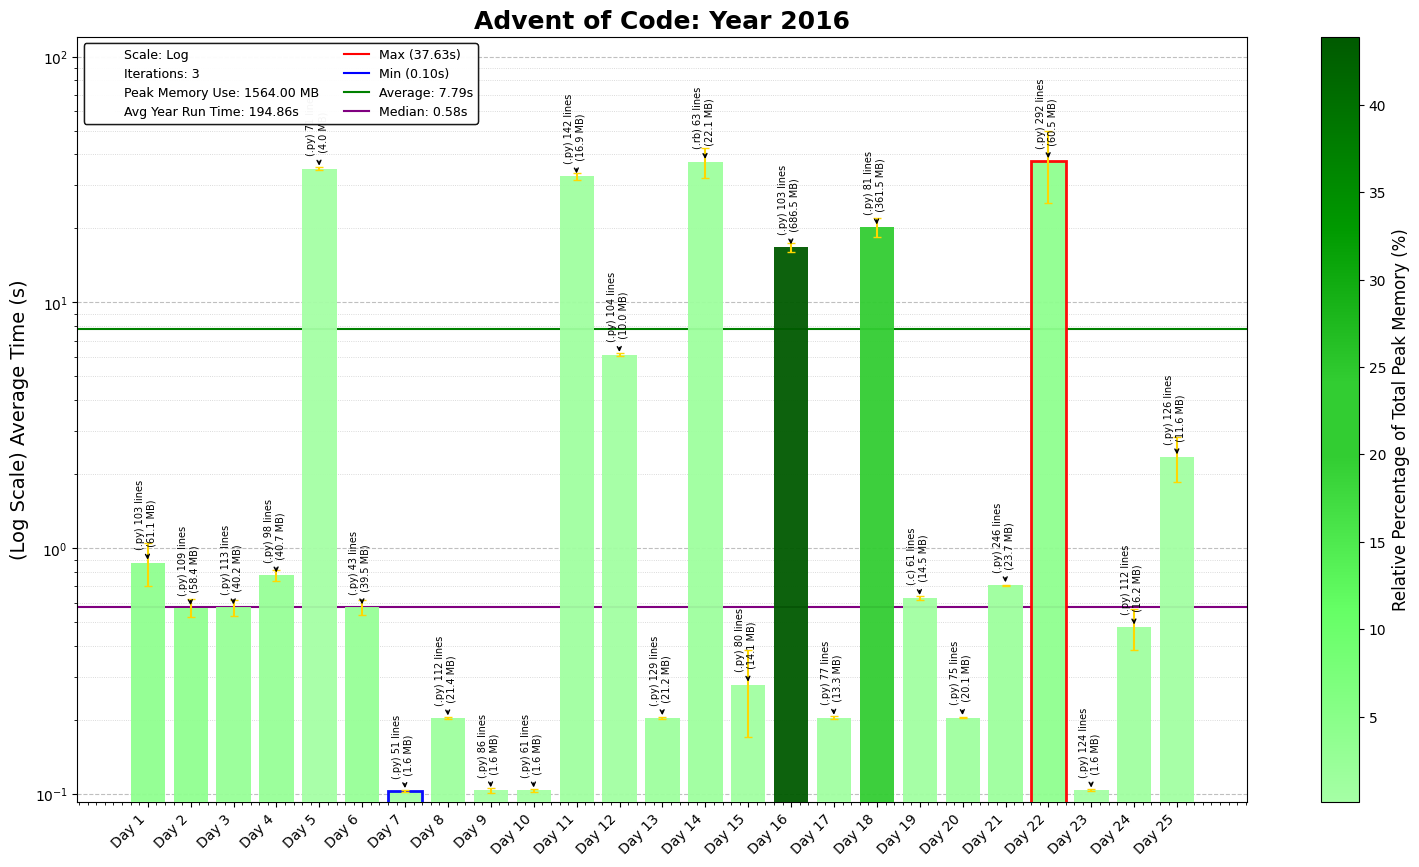 Advent of Code: Year 2016
Scale: Log
Iterations: 3
Peak Memory Use: 1564.00 MB
Avg Year Run Time: 194.86s
Max (37.63s)
Min (0.10s)
Average: 7.79s
Median: 0.58s
(Log Scale) Average Time (s)
10²
10¹
10⁰
10⁻¹
(.py) 103 lines
(61.1 MB)
(.py) 109 lines
(58.4 MB)
(.py) 113 lines
(40.2 MB)
(.py) 98 lines
(40.7 MB)
(.py)
(4.0
(.py) 43 lines
(39.5 MB)
(.py) 51 lines
(1.6 MB)
(.py) 112 lines
(21.4 MB)
(.py) 86 lines
(1.6 MB)
(.py) 61 lines
(1.6 MB)
(.py) 142 lines
(16.9 MB)
(.py) 104 lines
(10.0 MB)
(.py) 129 lines
(21.2 MB)
(.rb) 63 lines
(22.1 MB)
(.py) 80 lines
(14.1 MB)
(.py) 103 lines
(686.5 MB)
(.py) 77 lines
(13.3 MB)
(.py) 81 lines
(361.5 MB)
(.c) 61 lines
(14.5 MB)
(.py) 75 lines
(20.1 MB)
(.py) 246 lines
(23.7 MB)
(.py) 292 lines
(60.5 MB)
(.py) 124 lines
(1.6 MB)
(.py) 112 lines
(16.2 MB)
(.py) 126 lines
(11.6 MB)
Day 1
Day 2
Day 3
Day 4
Day 5
Day 6
Day 7
Day 8
Day 9
Day 10
Day 11
Day 12
Day 13
Day 14
Day 15
Day 16
Day 17
Day 18
Day 19
Day 20
Day 21
Day 22
Day 23
Day 24
Day 25
40
35
30
25
20
15
10
5
Relative Percentage of Total Peak Memory (%)